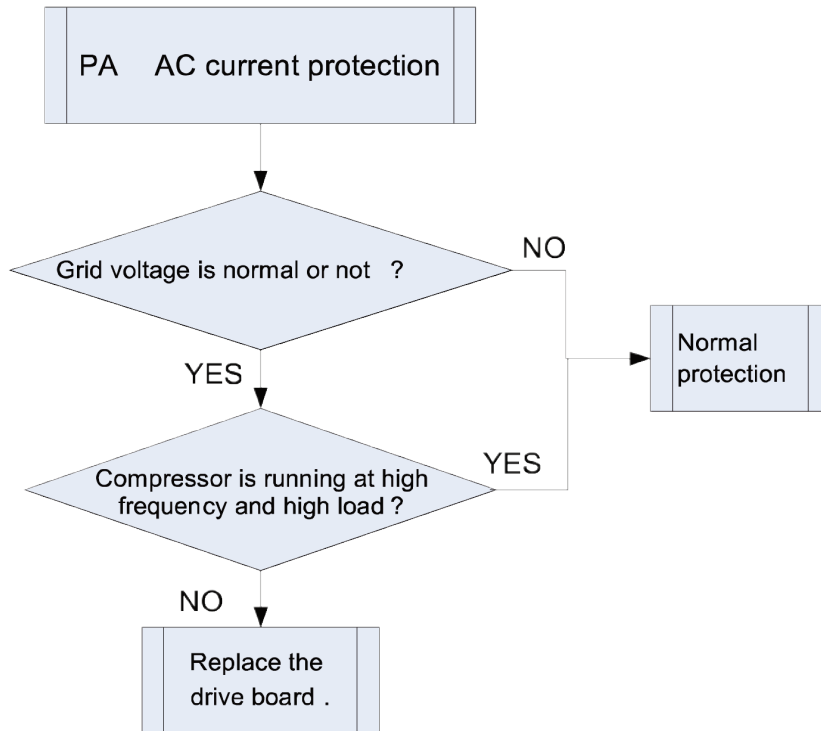 PA AC current protection
Grid voltage is normal or not ?
NO
YES
Normal
protection
Compressor is running at high
frequency and high load ?
YES
NO
Replace the
drive board .